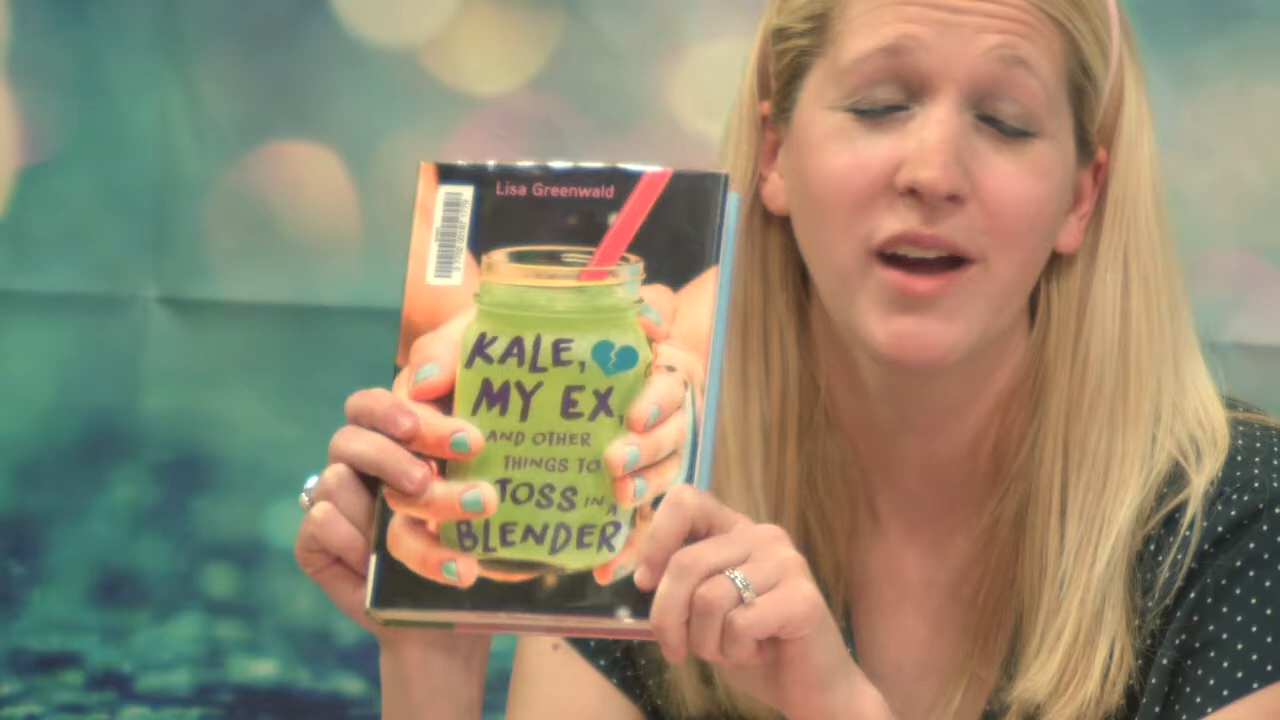 Lisa Greenwald
KALE,
MY EX,
AND OTHER
THINGS TO
TOSS IN A
BLENDER